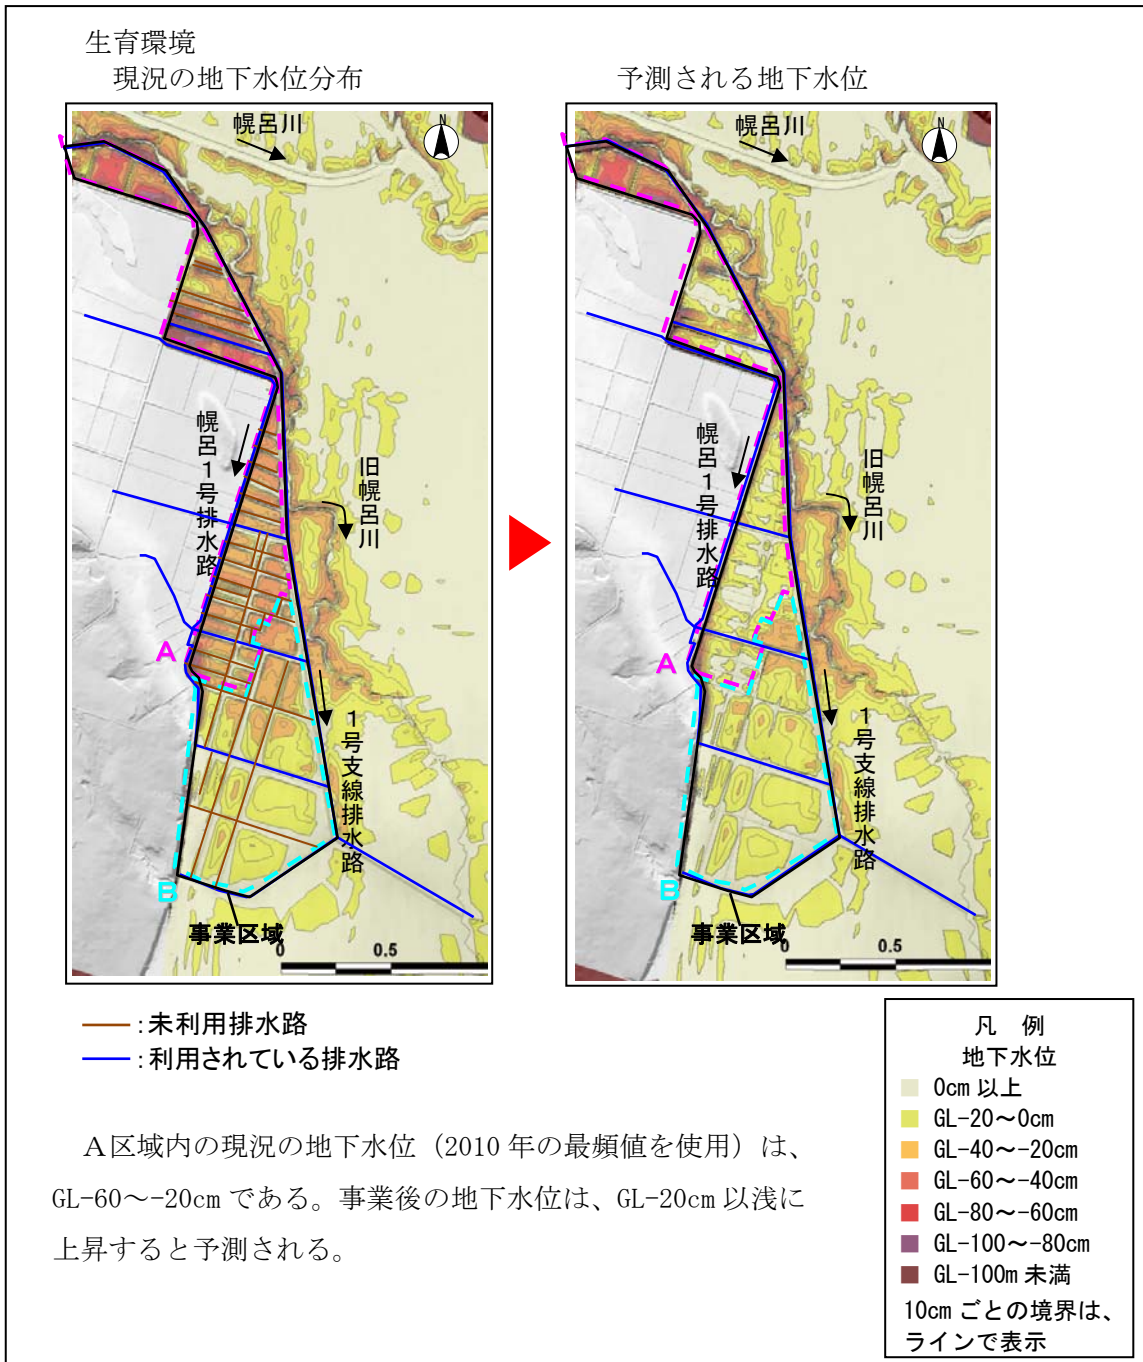 生育環境
現況の地下水位分布
予測される地下水位
幌呂川
N
幌呂1号排水路
旧幌呂川
A
1号支線排水路
B
事業区域
0
0.5
幌呂川
N
幌呂1号排水路
旧幌呂川
A
1号支線排水路
B
事業区域
0
0.5
:未利用排水路
:利用されている排水路
A区域内の現況の地下水位（2010年の最頻値を使用）は、
GL-60～-20cmである。事業後の地下水位は、GL-20cm以浅に
上昇すると予測される。
凡 例
地下水位
0cm以上
GL-20～0cm
GL-40～-20cm
GL-60～-40cm
GL-80～-60cm
GL-100～-80cm
GL-100m未満
10cmごとの境界は、
ラインで表示